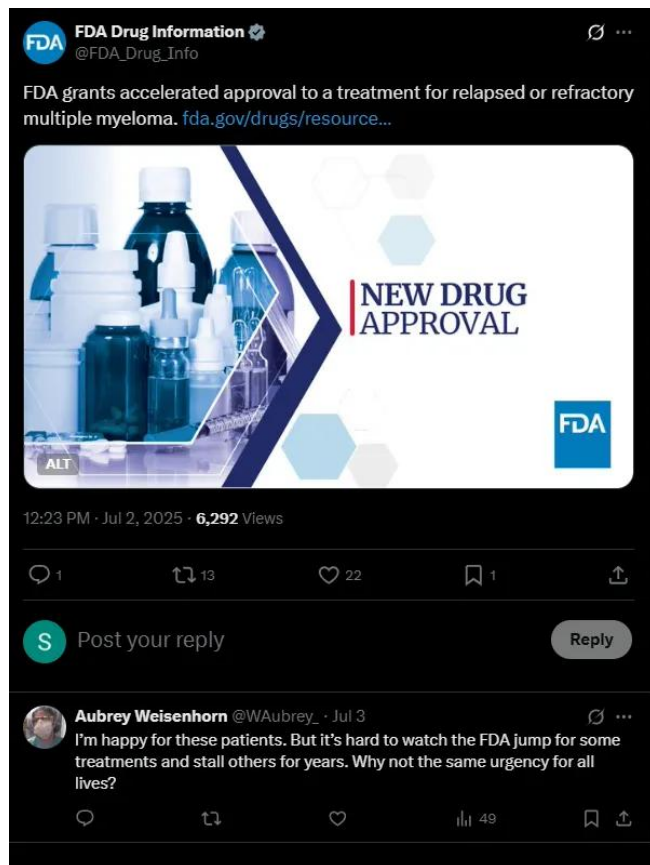 FDA
FDA Drug Information
@FDA_Drug_Info
FDA grants accelerated approval to a treatment for relapsed or refractory
multiple myeloma. fda.gov/drugs/resource...
NEW DRUG
APPROVAL
FDA
ALT
12:23 PM · Jul 2, 2025 · 6,292 Views
1 13 22 1
S Post your reply Reply
Aubrey Weisenhorn @WAubrey_ · Jul 3
I’m happy for these patients. But it’s hard to watch the FDA jump for some
treatments and stall others for years. Why not the same urgency for all
lives?
49